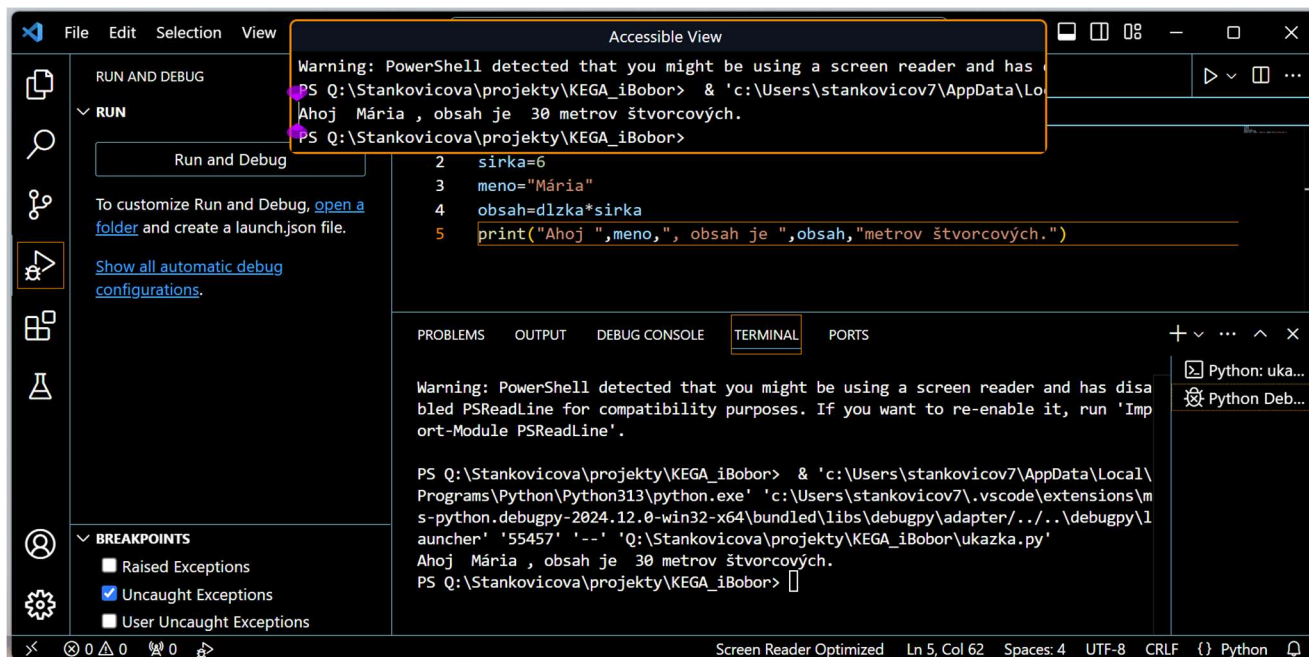 File Edit Selection View
Accessible View
Warning: PowerShell detected that you might be using a screen reader and has
PS Q:\Stankovicova\projekty\KEGA_iBobor>  & 'c:\Users\stankovicov7\AppData\Loc
Ahoj  Mária , obsah je  30 metrov štvorcových.
PS Q:\Stankovicova\projekty\KEGA_iBobor>
RUN AND DEBUG
RUN
Run and Debug
To customize Run and Debug, open a
folder and create a launch.json file.
Show all automatic debug
configurations.
2 sirka=6
3 meno="Mária"
4 obsah=dlzka*sirka
5 print("Ahoj ",meno,", obsah je ",obsah,"metrov štvorcových.")
PROBLEMS OUTPUT DEBUG CONSOLE TERMINAL PORTS
Warning: PowerShell detected that you might be using a screen reader and has disa
bled PSReadLine for compatibility purposes. If you want to re-enable it, run 'Imp
ort-Module PSReadLine'.
PS Q:\Stankovicova\projekty\KEGA_iBobor>  & 'c:\Users\stankovicov7\AppData\Local\
Programs\Python\Python313\python.exe' 'c:\Users\stankovicov7\.vscode\extensions\m
s-python.debugpy-2024.12.0-win32-x64\bundled\libs\debugpy\adapter/../..\debugpy\l
auncher' '55457' '--' 'Q:\Stankovicova\projekty\KEGA_iBobor\ukazka.py'
Ahoj  Mária , obsah je  30 metrov štvorcových.
PS Q:\Stankovicova\projekty\KEGA_iBobor>
Python: uka...
Python Deb...
BREAKPOINTS
Raised Exceptions
Uncaught Exceptions
User Uncaught Exceptions
0 0 0 Screen Reader Optimized Ln 5, Col 62 Spaces: 4 UTF-8 CRLF {} Python